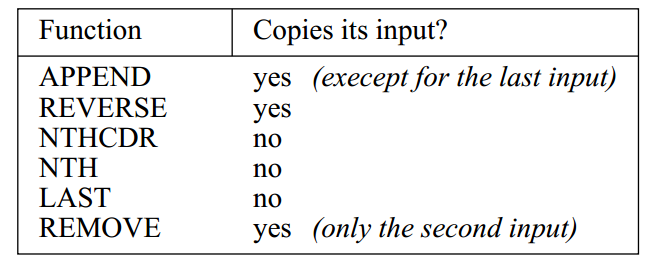 Function Copies its input?
APPEND yes (execept for the last input)
REVERSE yes
NTHCDR no
NTH no
LAST no
REMOVE yes (only the second input)